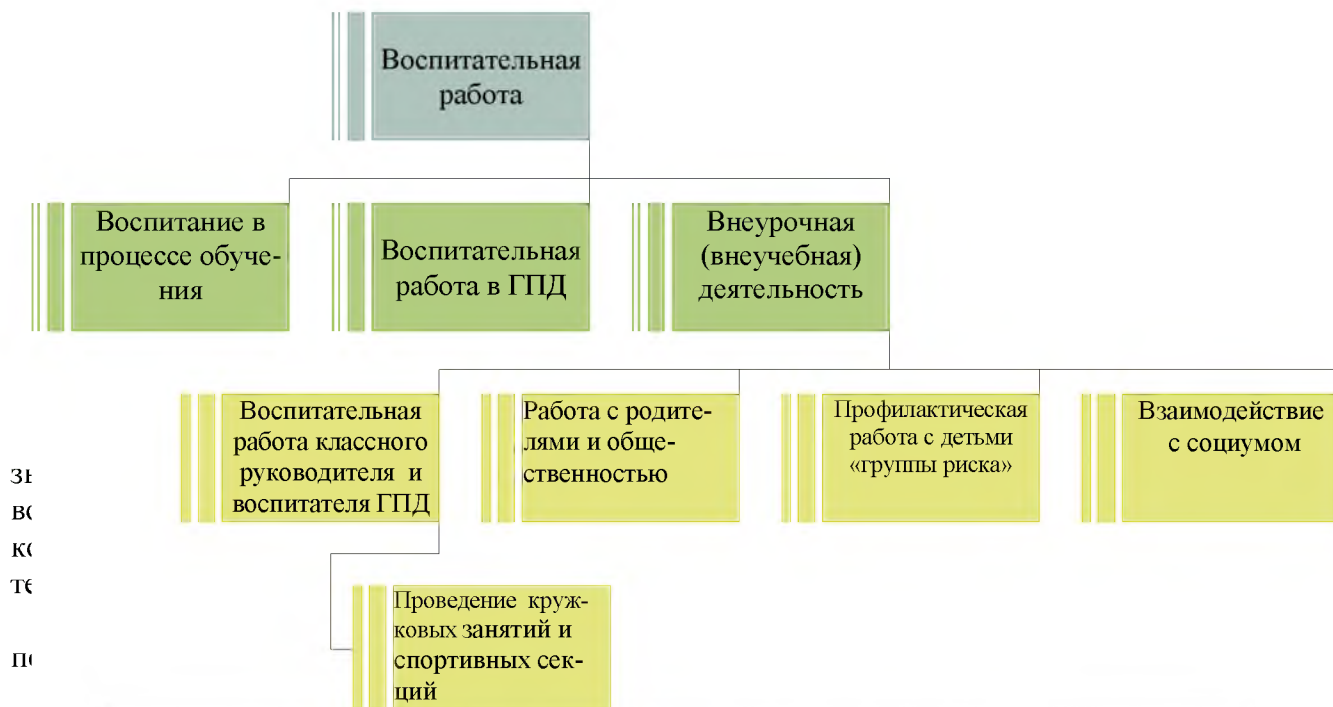 Воспитательная
работа
Воспитание в
процессе обуче-
ния
Воспитательная
работа в ГПД
Внеурочная
(внеучебная)
деятельность
Воспитательная
работа классного
руководителя и
воспитателя ГПД
Работа с родите-
лями и обще-
ственностью
Профилактическая
работа с детьми
«группы риска»
Взаимодействие
с социумом
Проведение круж-
ковых занятий и
спортивных сек-
ций